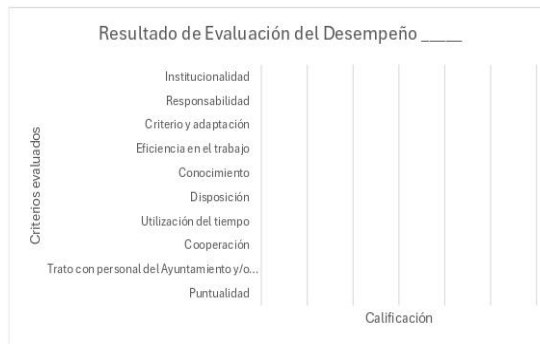 Resultado de Evaluación del Desempeño _____
Criterios evaluados
Institucionalidad
Responsabilidad
Criterio y adaptación
Eficiencia en el trabajo
Conocimiento
Disposición
Utilización del tiempo
Cooperación
Trato con personal del Ayuntamiento y/o...
Puntualidad
Calificación